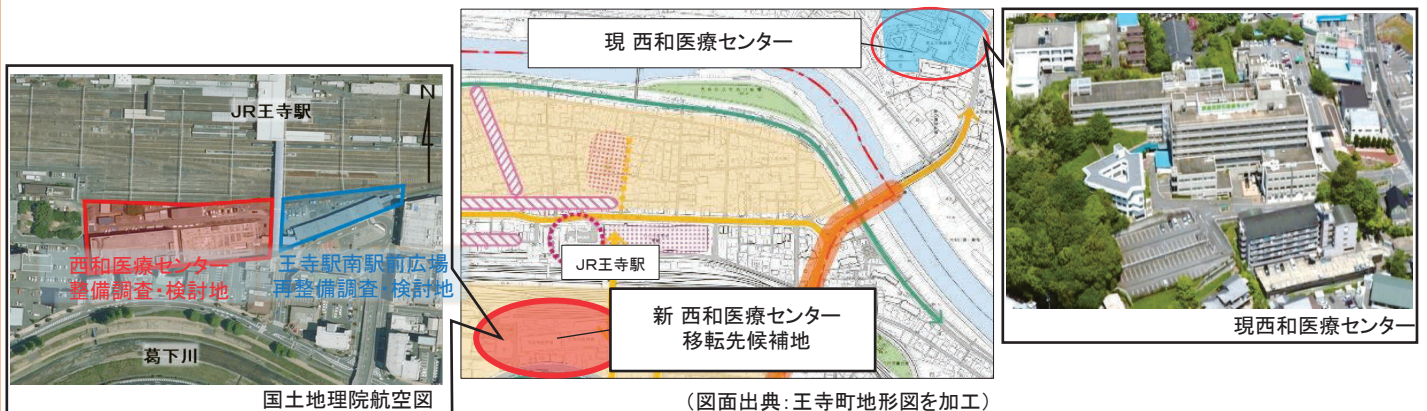 JR王寺駅
N
西和医療センタ
整備調査・検討地
王寺駅南駅前広場
再整備調査・検討地
葛下川
国土地理院航空図
現 西和医療センター
JR王寺駅
新 西和医療センター
移転先候補地
（図面出典：王寺町地形図を加工）
現西和医療センター